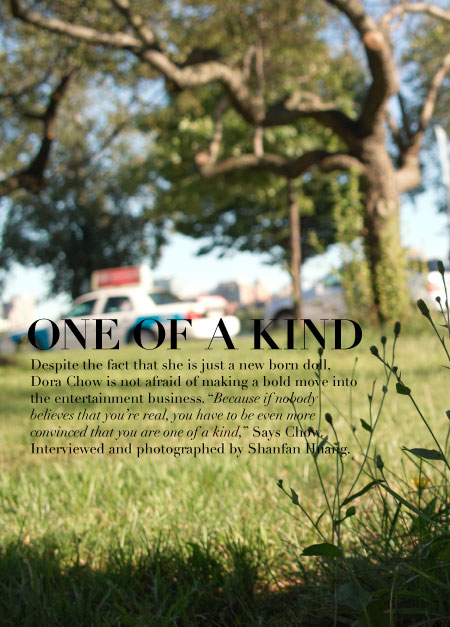 ONE OF A KIND
Despite the fact that she is just a new born doll,
Dora Chow is not afraid of making a bold move into
the entertainment business. “Because if nobody
believes that you’re real, you have to be even more
convinced that you are one of a kind,” Says Chow.
Interviewed and photographed by Shanfan Huang.